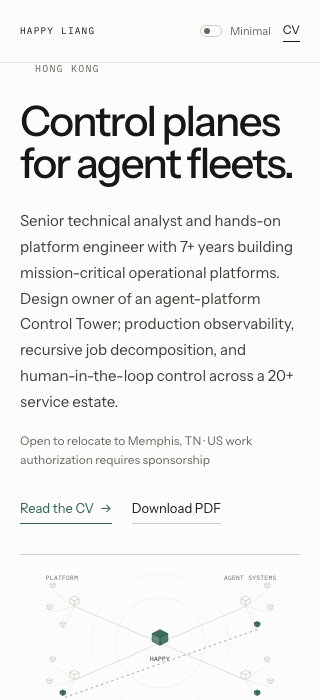 HAPPY LIANG
Minimal
CV
HONG KONG
Control planes
for agent fleets.
Senior technical analyst and hands-on
platform engineer with 7+ years building
mission-critical operational platforms.
Design owner of an agent-platform
Control Tower; production observability,
recursive job decomposition, and
human-in-the-loop control across a 20+
service estate.
Open to relocate to Memphis, TN · US work
authorization requires sponsorship
Read the CV →
Download PDF
PLATFORM
AGENT SYSTEMS
HAPPY